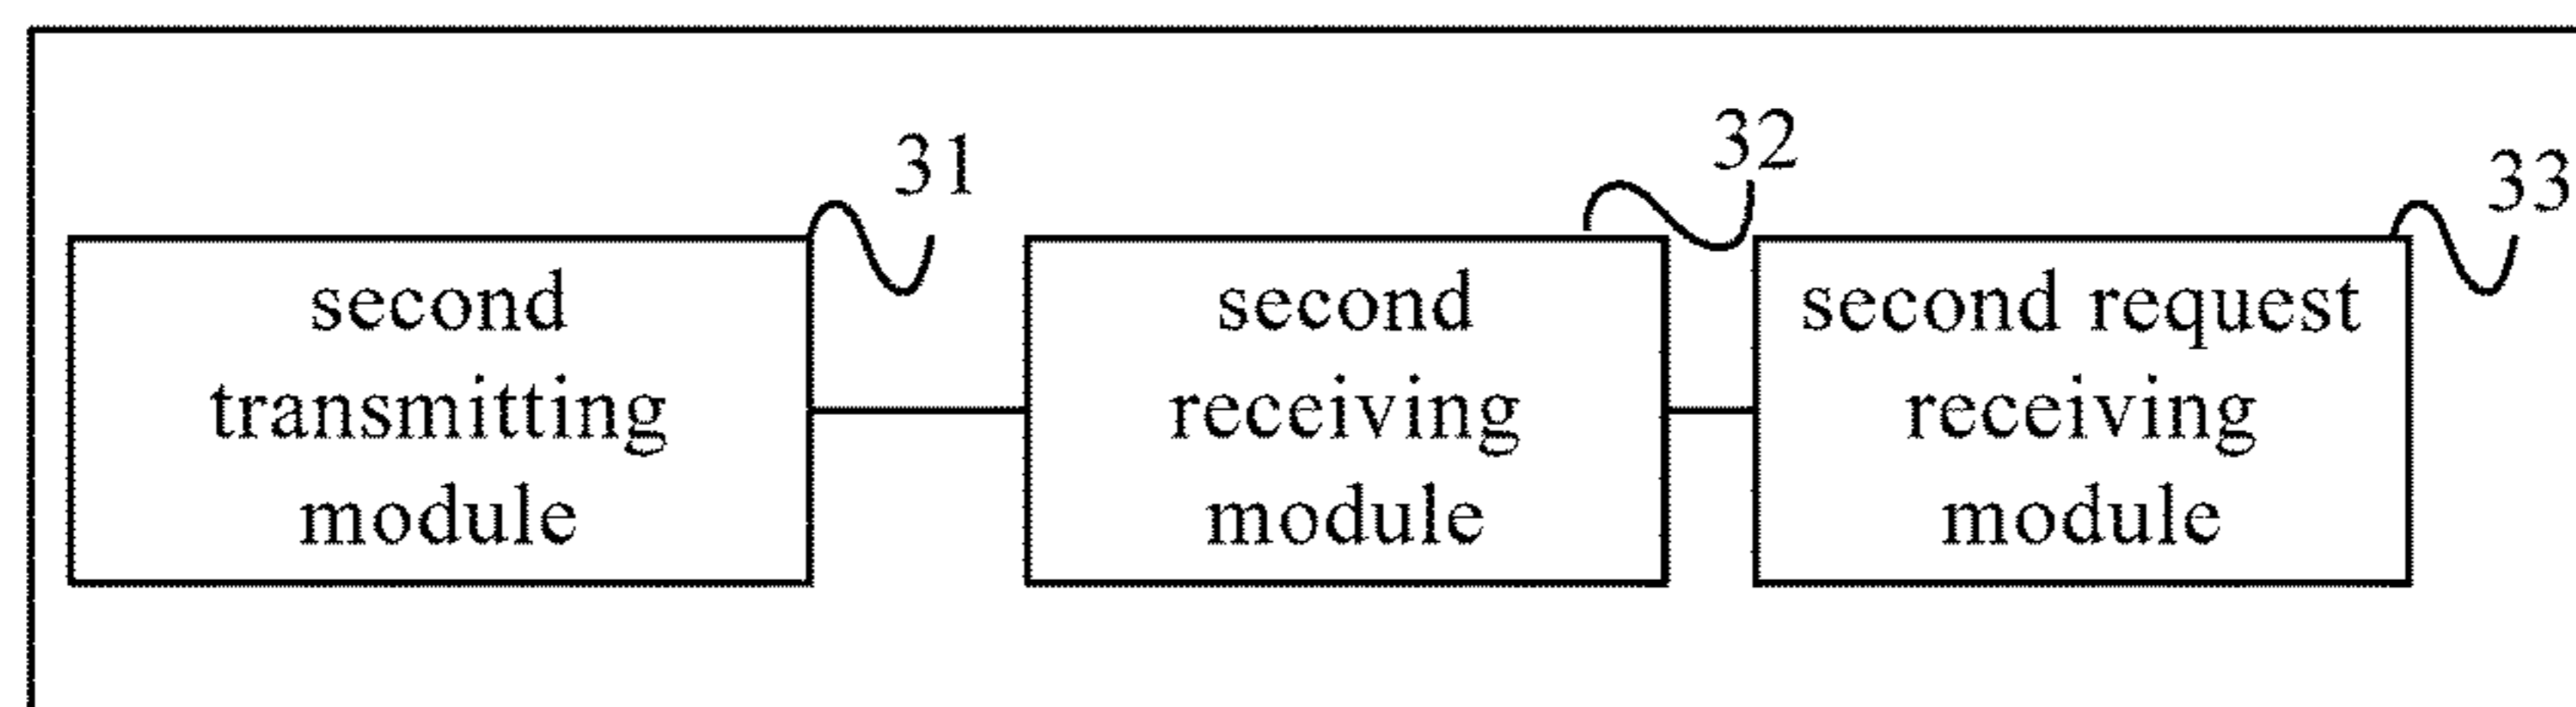 31
32
33
second
transmitting
module
second
receiving
module
second request
receiving
module